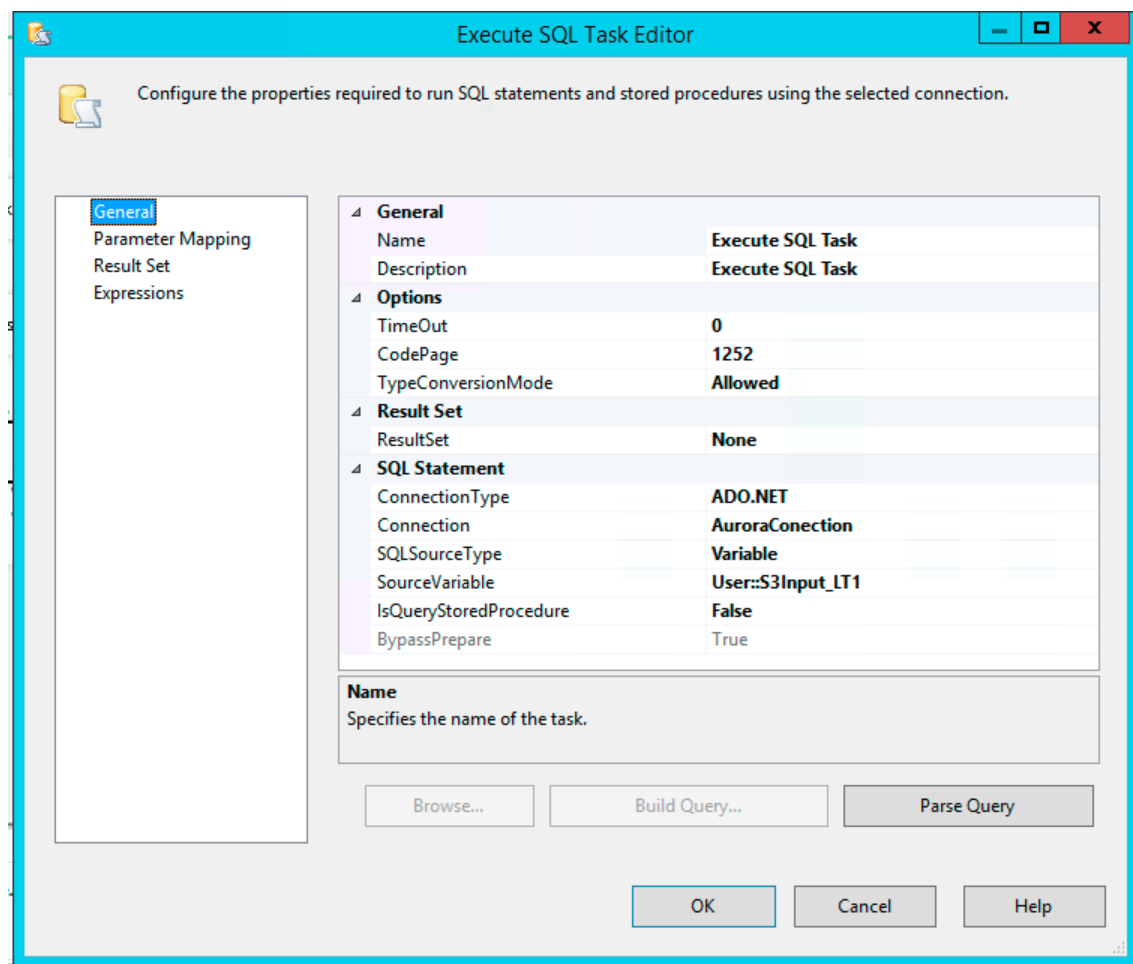 Execute SQL Task Editor
Configure the properties required to run SQL statements and stored procedures using the selected connection.
General
Parameter Mapping
Result Set
Expressions
General
Name Execute SQL Task
Description Execute SQL Task
Options
TimeOut 0
CodePage 1252
TypeConversionMode Allowed
Result Set
ResultSet None
SQL Statement
ConnectionType ADO.NET
Connection AuroraConection
SQLSourceType Variable
SourceVariable User::S3Input_LT1
IsQueryStoredProcedure False
BypassPrepare True
Name
Specifies the name of the task.
Browse... Build Query... Parse Query
OK Cancel Help